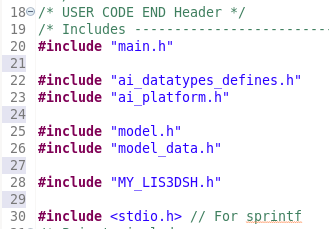 18 /* USER CODE END Header */
19 /* Includes ------------------------
20 #include "main.h"
21
22 #include "ai_datatypes_defines.h"
23 #include "ai_platform.h"
24
25 #include "model.h"
26 #include "model_data.h"
27
28 #include "MY_LIS3DSH.h"
29
30 #include <stdio.h> // For sprintf